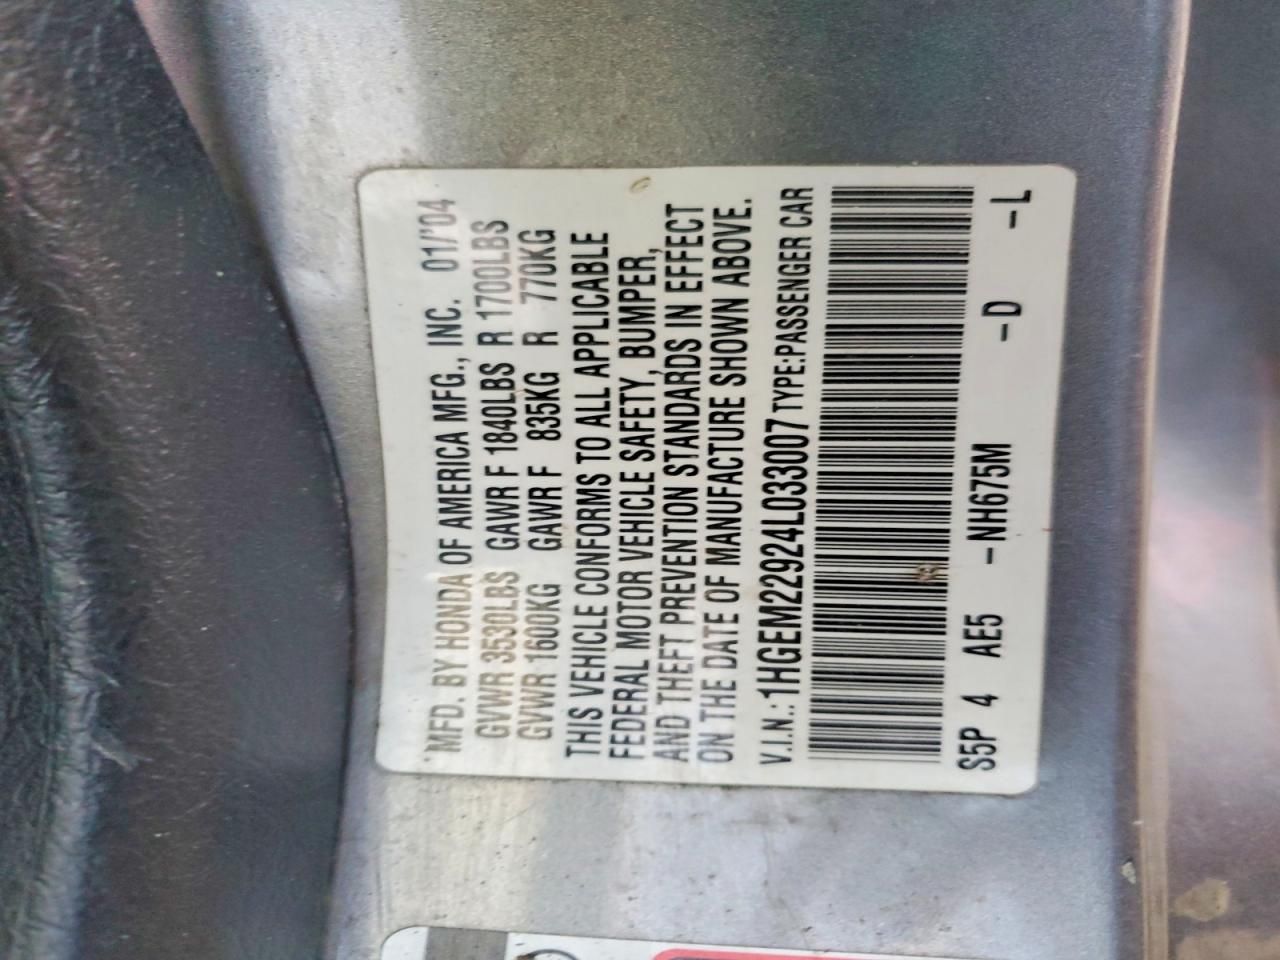 MFD. BY HONDA OF AMERICA MFG., INC. 01/'04
GVWR 3530LBS GAWR F 1840LBS R 1700LBS
GVWR 1600KG GAWR F 835KG R 770KG
THIS VEHICLE CONFORMS TO ALL APPLICABLE
FEDERAL MOTOR VEHICLE SAFETY, BUMPER,
AND THEFT PREVENTION STANDARDS IN EFFECT
ON THE DATE OF MANUFACTURE SHOWN ABOVE.
V.I.N.: 1HGEM22924L033007 TYPE:PASSENGER CAR
S5P 4 AE5 -NH675M -D -L